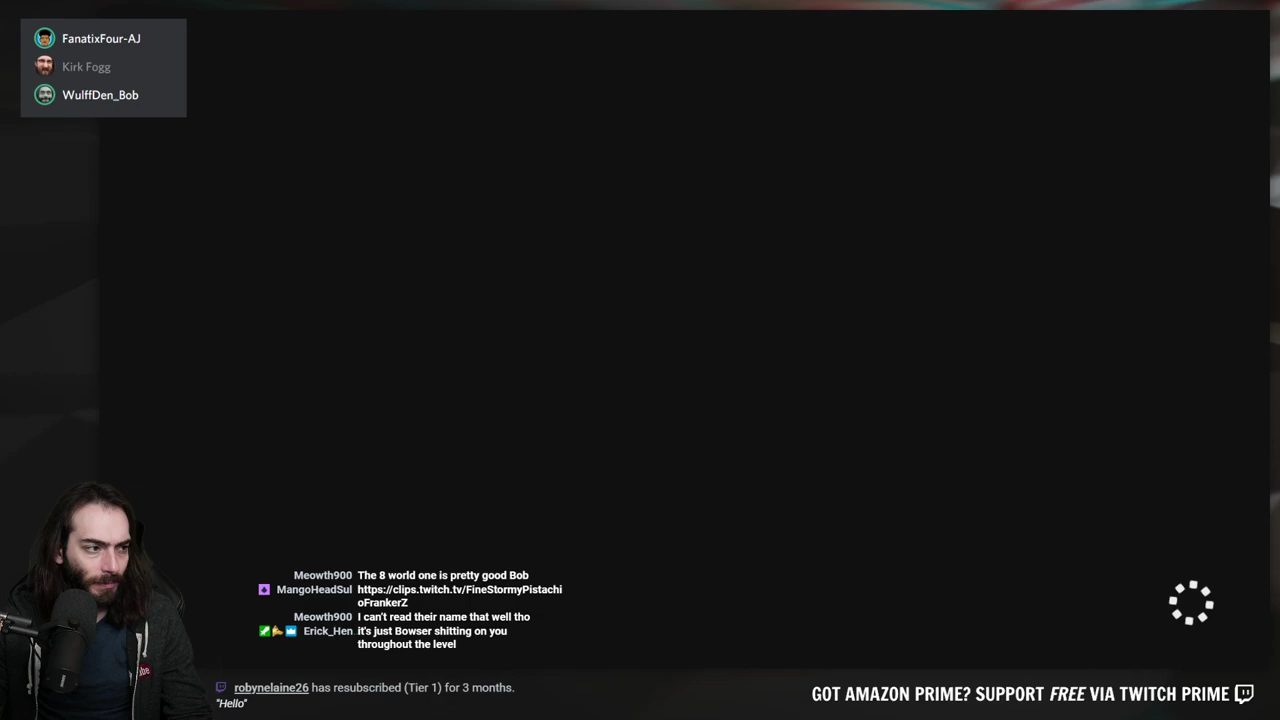 FanatixFour-AJ
Kirk Fogg
WulffDen_Bob
Meowth900 The 8 world one is pretty good Bob
MangoHeadSul https://clips.twitch.tv/FineStormyPistachi
oFrankerZ
Meowth900 I can't read their name that well tho
Erick_Hen it's just Bowser shitting on you
throughout the level
robynelaine26 has resubscribed (Tier 1) for 3 months.
"Hello"
GOT AMAZON PRIME? SUPPORT FREE VIA TWITCH PRIME